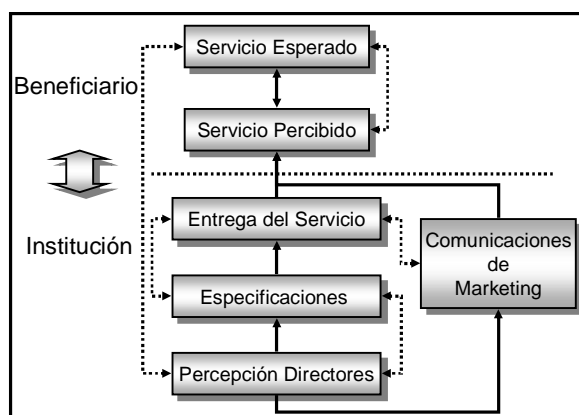 Servicio Esperado
Beneficiario
Servicio Percibido
Entrega del Servicio
Institución
Comunicaciones
de
Marketing
Especificaciones
Percepción Directores